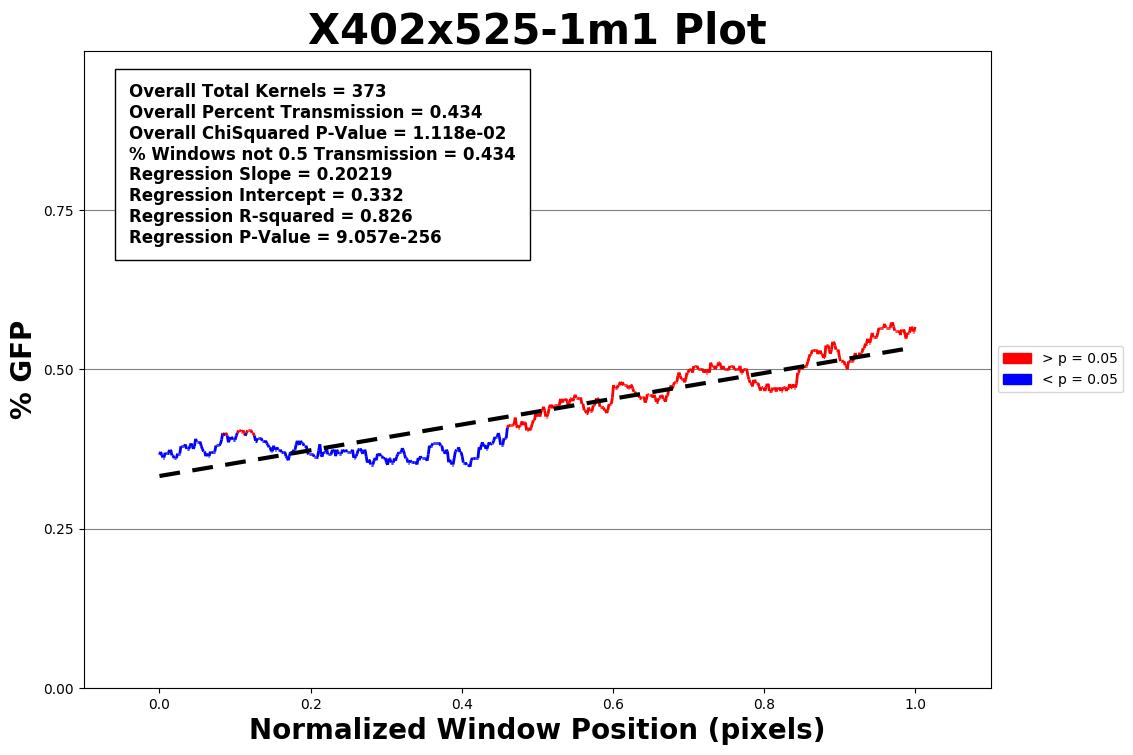 X402x525-1m1 Plot
Overall Total Kernels = 373
Overall Percent Transmission = 0.434
Overall ChiSquared P-Value = 1.118e-02
% Windows not 0.5 Transmission = 0.434
Regression Slope = 0.20219
Regression Intercept = 0.332
Regression R-squared = 0.826
Regression P-Value = 9.057e-256
% GFP
0.75
0.50
0.25
0.00
> p = 0.05
< p = 0.05
0.0 0.2 0.4 0.6 0.8 1.0
Normalized Window Position (pixels)